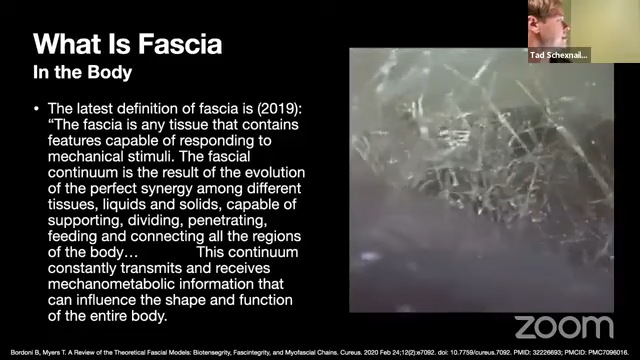 What Is Fascia
In the Body
• The latest definition of fascia is (2019):
“The fascia is any tissue that contains
features capable of responding to
mechanical stimuli. The fascial
continuum is the result of the evolution
of the perfect synergy among different
tissues, liquids and solids, capable of
supporting, dividing, penetrating,
feeding and connecting all the regions
of the body… This continuum
constantly transmits and receives
mechanometabolic information that
can influence the shape and function
of the entire body.
Tad Schexnail...
zoom
Bordoni B, Myers T. A Review of the Theoretical Fascial Models: Biotensegrity, Fascintegrity, and Myofascial Chains. Cureus. 2020 Feb 24;12(2):e7092. doi: 10.7759/cureus.7092. PMID: 32226693; PMCID: PMC7096016.